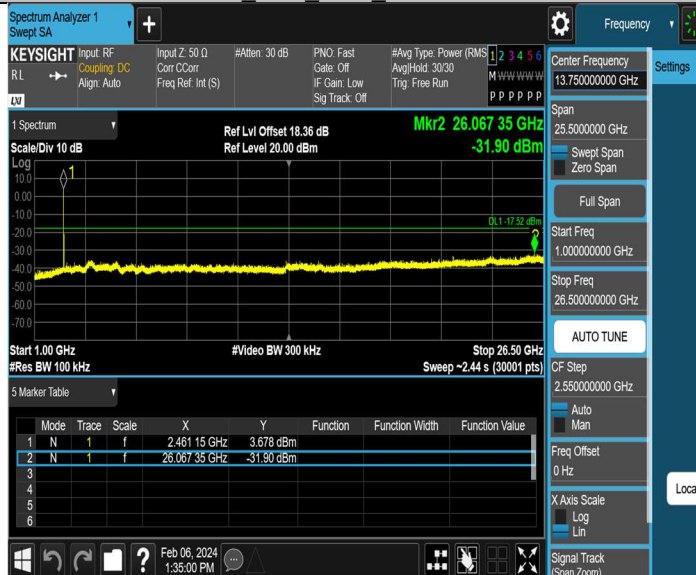 Spectrum Analyzer 1
Swept SA
+
Frequency
KEYSIGHT
RL
LXI
Input: RF
Coupling: DC
Align: Auto
Input Z: 50 Ω
Corr CCorr
Freq Ref: Int (S)
#Atten: 30 dB
PNO: Fast
Gate: Off
IF Gain: Low
Sig Track: Off
#Avg Type: Power (RMS
Avg|Hold: 30/30
Trig: Free Run
1 2 3 4 5 6
M W W W W W
P P P P P P
Center Frequency
13.750000000 GHz
Settings
1 Spectrum
Scale/Div 10 dB
Ref Lvl Offset 18.36 dB
Ref Level 20.00 dBm
Mkr2 26.067 35 GHz
-31.90 dBm
Span
25.5000000 GHz
Swept Span
Zero Span
Full Span
Log
10.0
0.00
-10.0
-20.0
-30.0
-40.0
-50.0
-60.0
-70.0
1
DL1 -17.52 dBm
2
Start Freq
1.000000000 GHz
Stop Freq
26.500000000 GHz
AUTO TUNE
Start 1.00 GHz
#Video BW 300 kHz
Stop 26.50 GHz
#Res BW 100 kHz
Sweep ~2.44 s (30001 pts)
CF Step
2.550000000 GHz
Auto
Man
5 Marker Table
Mode Trace Scale X Y Function Function Width Function Value
1 N 1 f 2.461 15 GHz 3.678 dBm
2 N 1 f 26.067 35 GHz -31.90 dBm
3
4
5
6
Freq Offset
0 Hz
X Axis Scale
Log
Lin
Loca
Signal Track
(Span Zoom)
?
Feb 06, 2024
1:35:00 PM